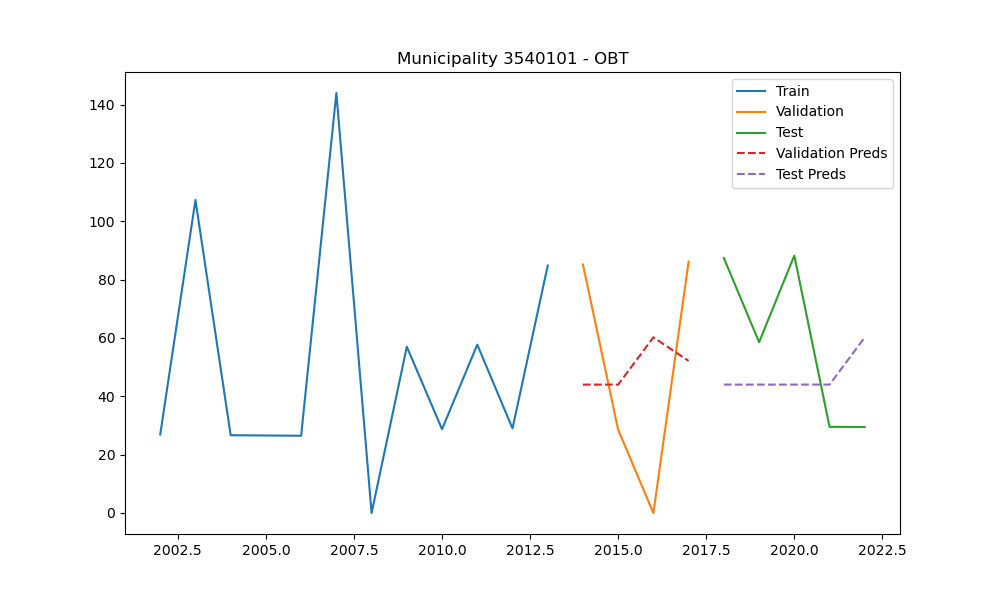 Municipality 3540101 - OBT
Train
Validation
Test
Validation Preds
Test Preds
140
120
100
80
60
40
20
0
2002.5 2005.0 2007.5 2010.0 2012.5 2015.0 2017.5 2020.0 2022.5